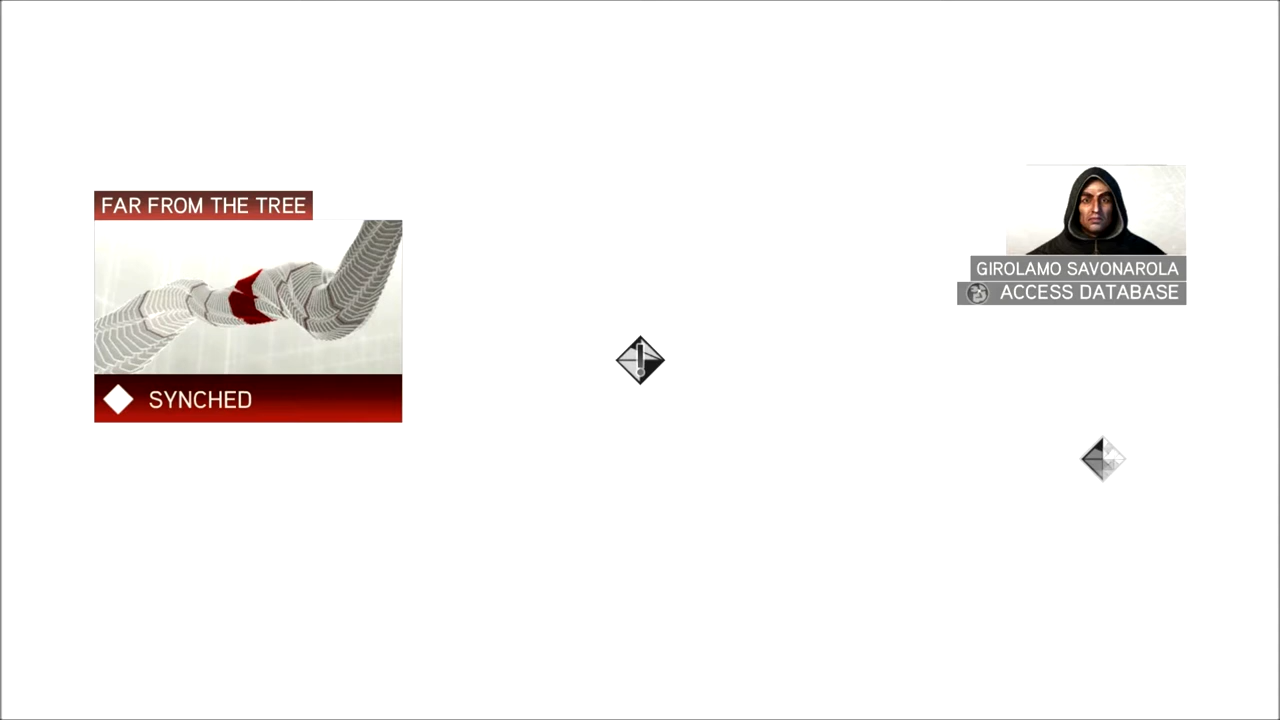 FAR FROM THE TREE
SYNCHED
GIROLAMO SAVONAROLA
ACCESS DATABASE